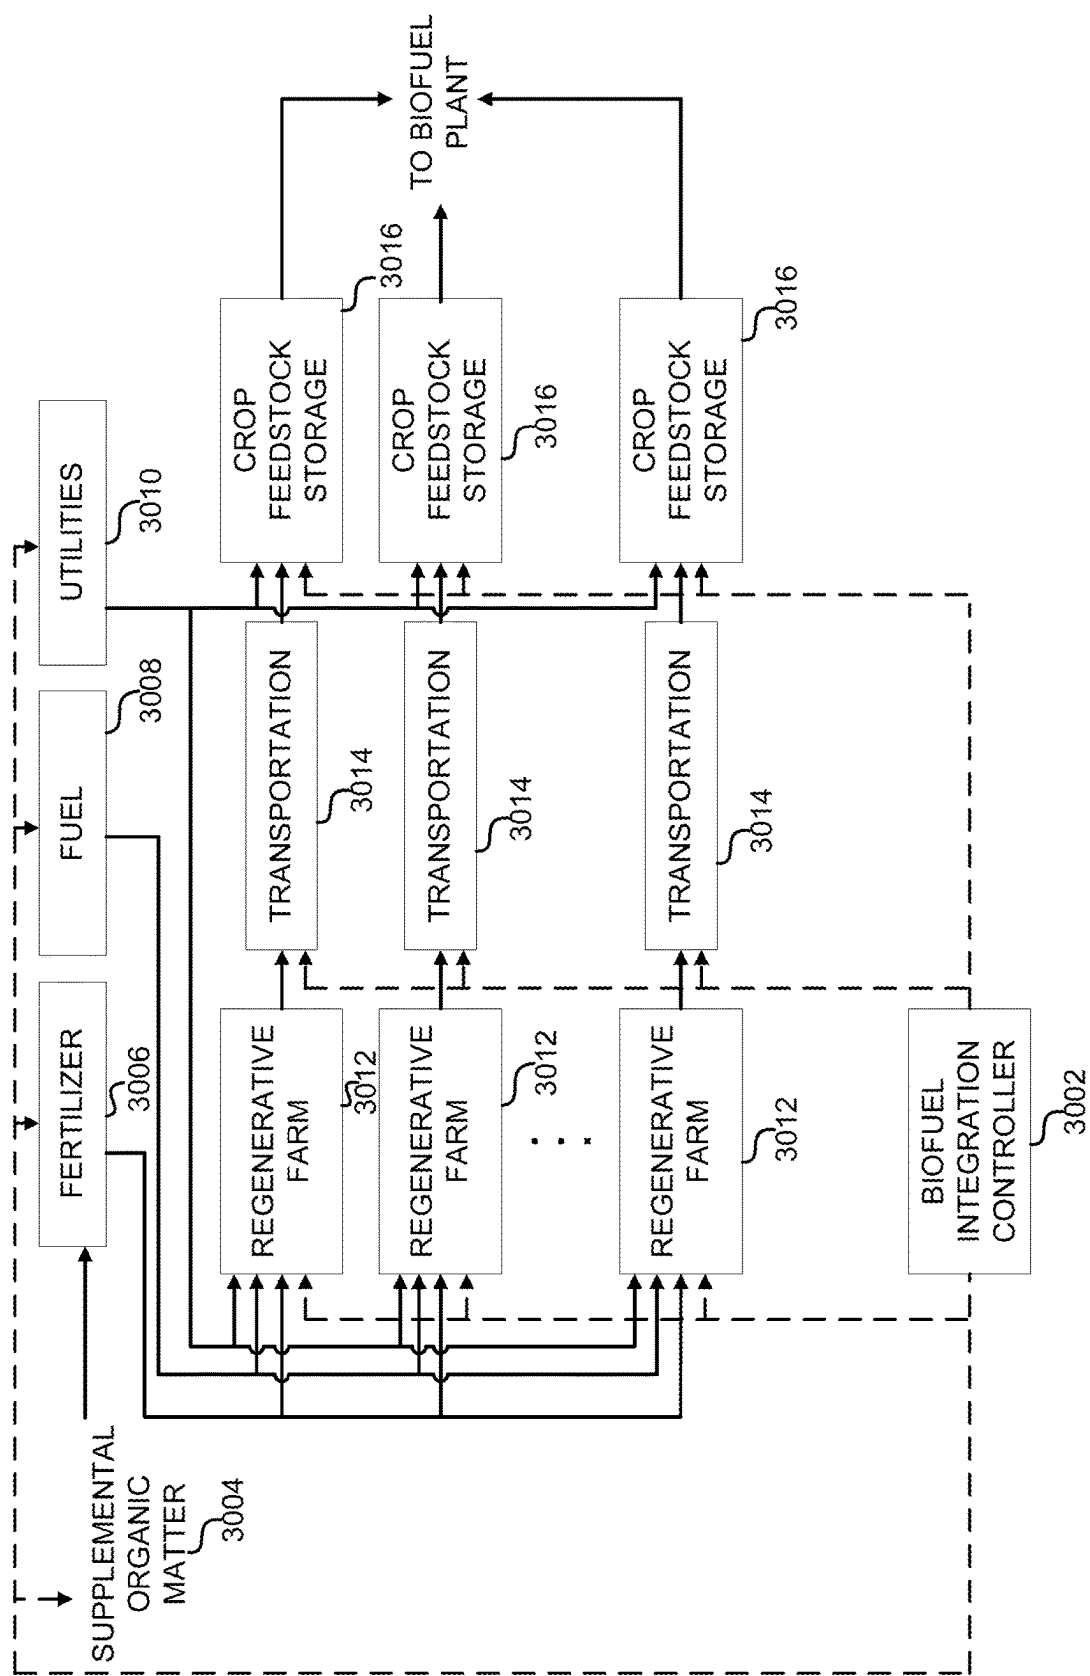 SUPPLEMENTAL
ORGANIC
MATTER
3004
FERTILIZER
3006
FUEL
3008
UTILITIES
3010
REGENERATIVE
FARM
3012
TRANSPORTATION
3014
CROP
FEEDSTOCK
STORAGE
3016
REGENERATIVE
FARM
3012
TRANSPORTATION
3014
CROP
FEEDSTOCK
STORAGE
3016
TO BIOFUEL
PLANT
REGENERATIVE
FARM
3012
TRANSPORTATION
3014
CROP
FEEDSTOCK
STORAGE
3016
BIOFUEL
INTEGRATION
CONTROLLER
3002